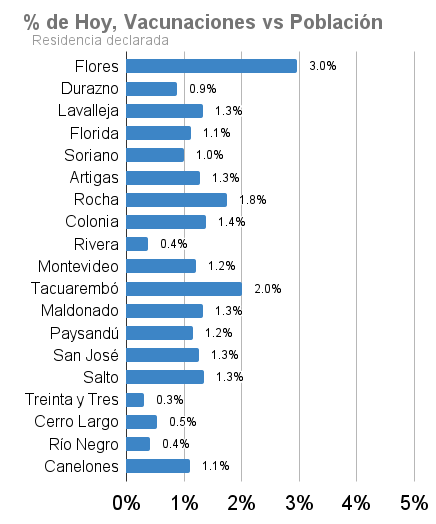 % de Hoy, Vacunaciones vs Población
Residencia declarada
Flores 3.0%
Durazno 0.9%
Lavalleja 1.3%
Florida 1.1%
Soriano 1.0%
Artigas 1.3%
Rocha 1.8%
Colonia 1.4%
Rivera 0.4%
Montevideo 1.2%
Tacuarembó 2.0%
Maldonado 1.3%
Paysandú 1.2%
San José 1.3%
Salto 1.3%
Treinta y Tres 0.3%
Cerro Largo 0.5%
Río Negro 0.4%
Canelones 1.1%
0% 1% 2% 3% 4% 5%